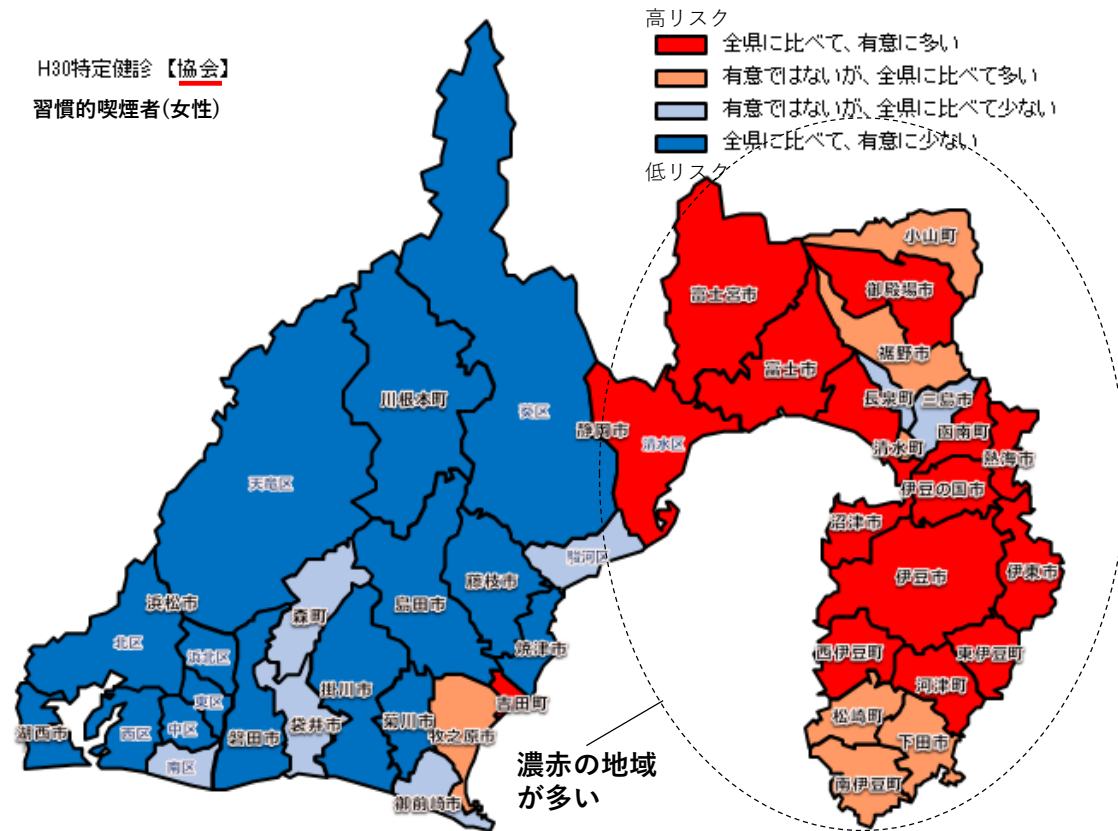 高リスク
全県に比べて、有意に多い
有意ではないが、全県に比べて多い
有意ではないが、全県に比べて少ない
全県に比べて、有意に少ない
低リスク
H30特定健診【協会】
習慣的喫煙者(女性)
小山町
富士宮市
御殿場市
裾野市
富士市
長泉町
三島市
川根本町
葵区
静岡市
清水区
清水町
函南町
熱海市
天竜区
伊豆の国市
沼津市
駿河区
藤枝市
伊豆市
伊東市
浜松市
森町
島田市
北区
浜北区
焼津市
西伊豆町
東伊豆町
掛川市
河津町
東区
吉田町
湖西市
西区
中区
磐田市
袋井市
菊川市
牧之原市
松崎町
下田市
南区
御前崎市
南伊豆町
濃赤の地域
が多い